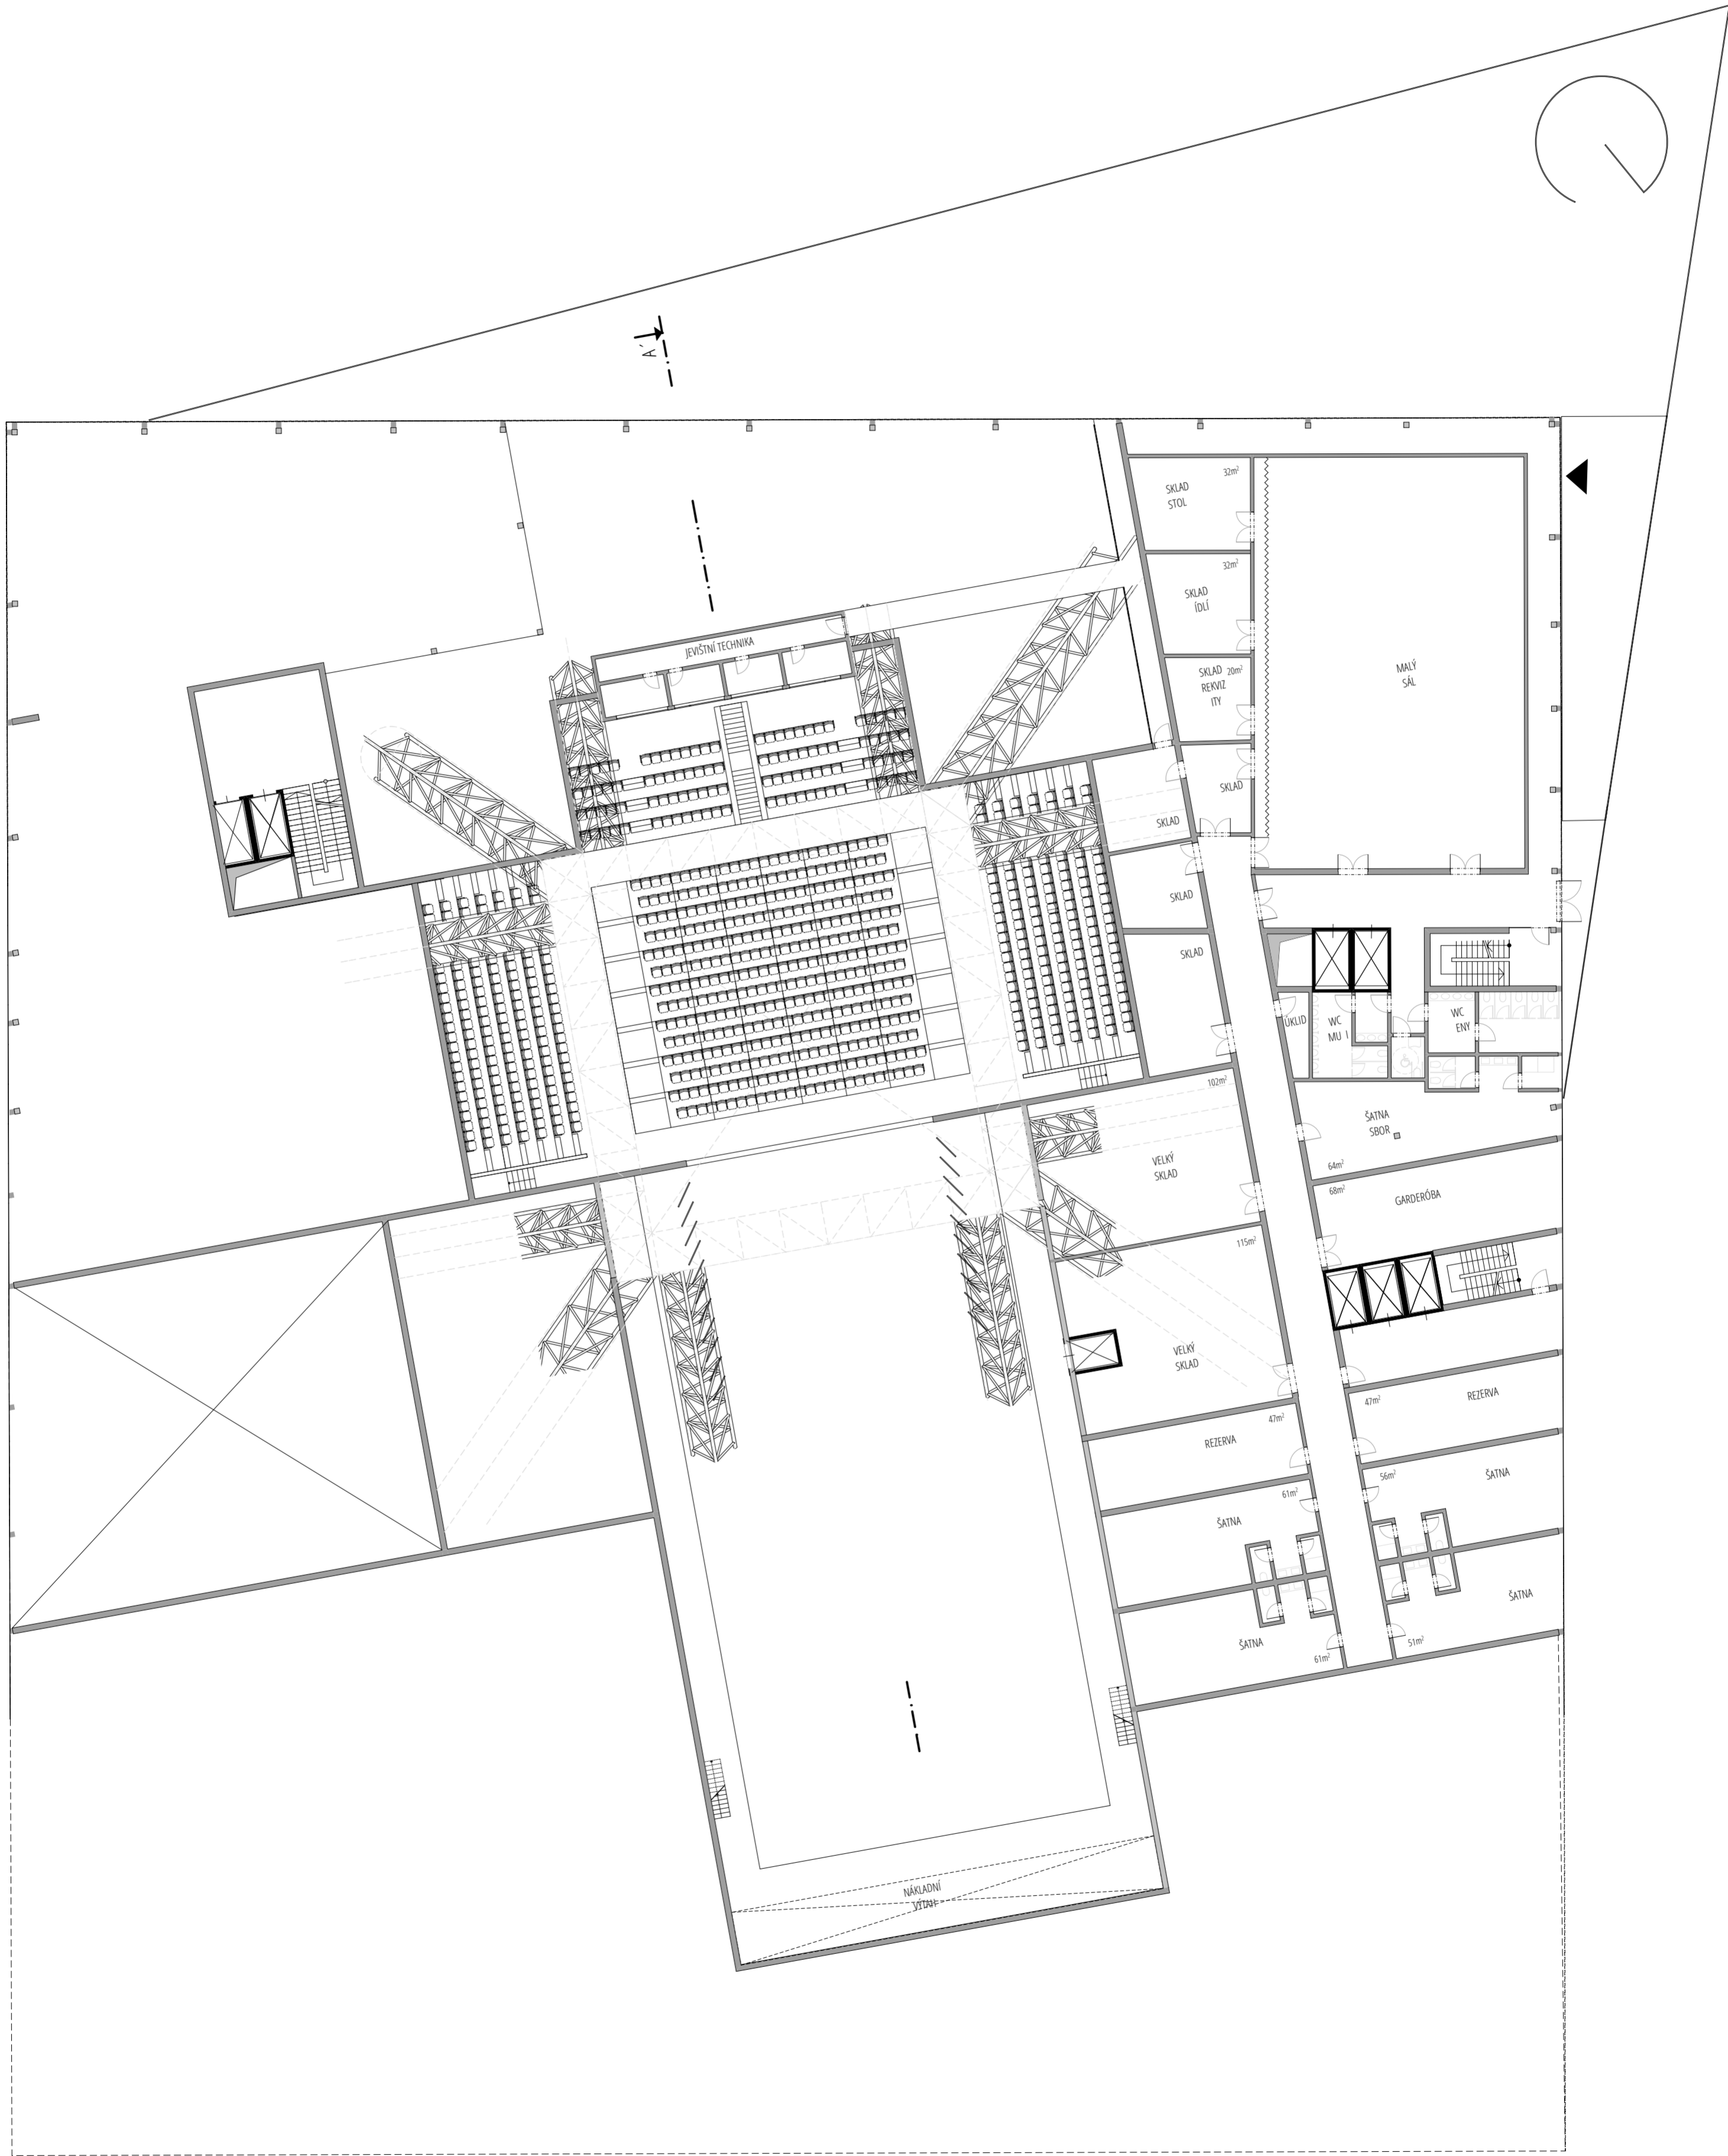 A'
32m²
SKLAD
STOL
32m²
SKLAD
ÍDLÍ
JEVIŠTNÍ TECHNIKA
SKLAD 20m²
REKVIZ
ITY
MALÝ
SÁL
SKLAD
SKLAD
SKLAD
SKLAD
ÚKLID
WC
MU I
WC
ENY
102m²
VELKÝ
SKLAD
ŠATNA
SBOR
64m²
68m²
GARDERÓBA
115m²
VELKÝ
SKLAD
47m²
REZERVA
47m²
REZERVA
56m²
ŠATNA
61m²
ŠATNA
ŠATNA
61m²
ŠATNA
51m²
NÁKLADNÍ
VÝTAH